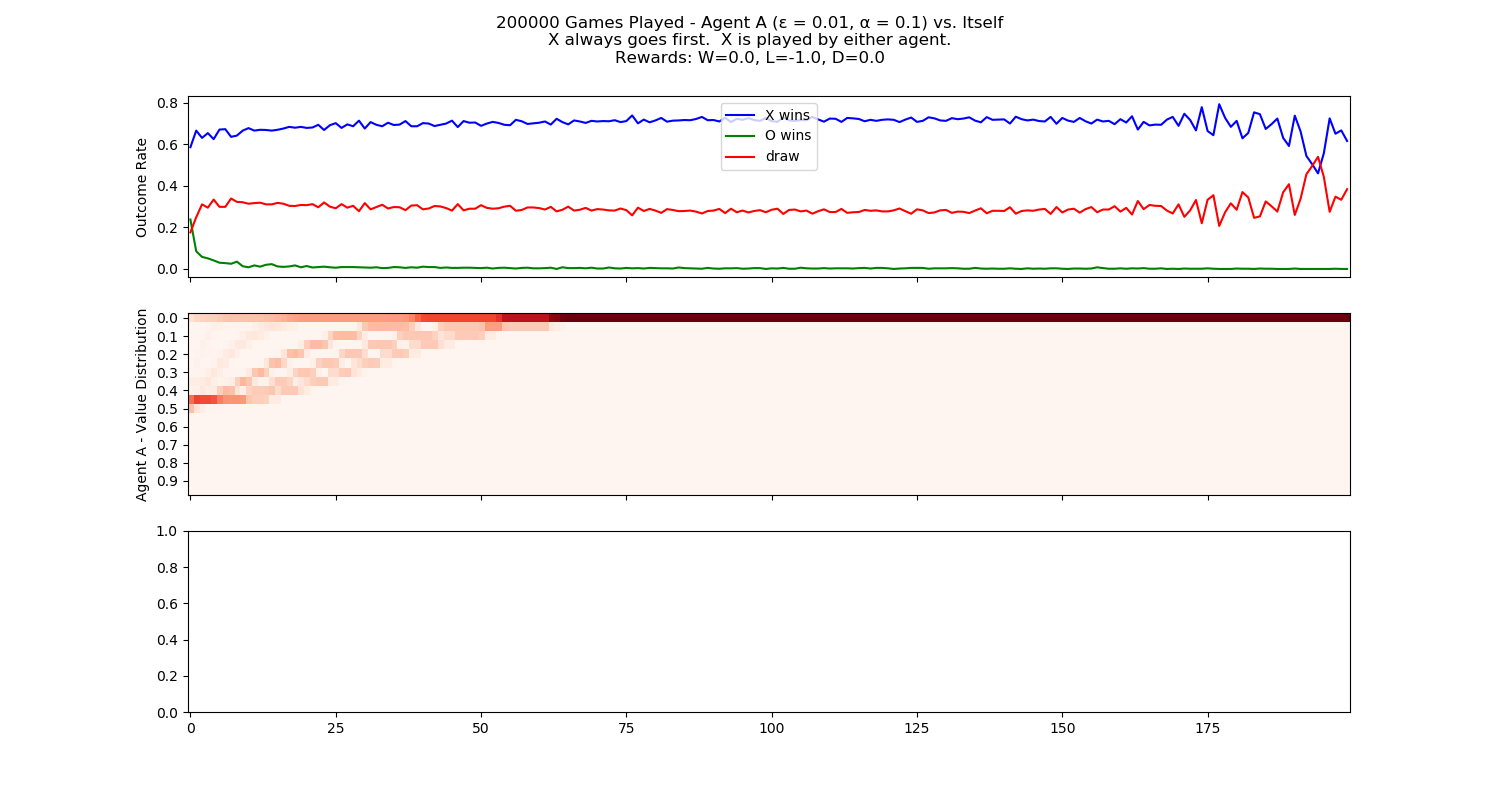 200000 Games Played - Agent A (ε = 0.01, α = 0.1) vs. Itself
X always goes first.  X is played by either agent.
Rewards: W=0.0, L=-1.0, D=0.0
Outcome Rate
0.8
0.6
0.4
0.2
0.0
X wins
O wins
draw
Agent A - Value Distribution
0.0
0.1
0.2
0.3
0.4
0.5
0.6
0.7
0.8
0.9
1.0
0.8
0.6
0.4
0.2
0.0
0 25 50 75 100 125 150 175